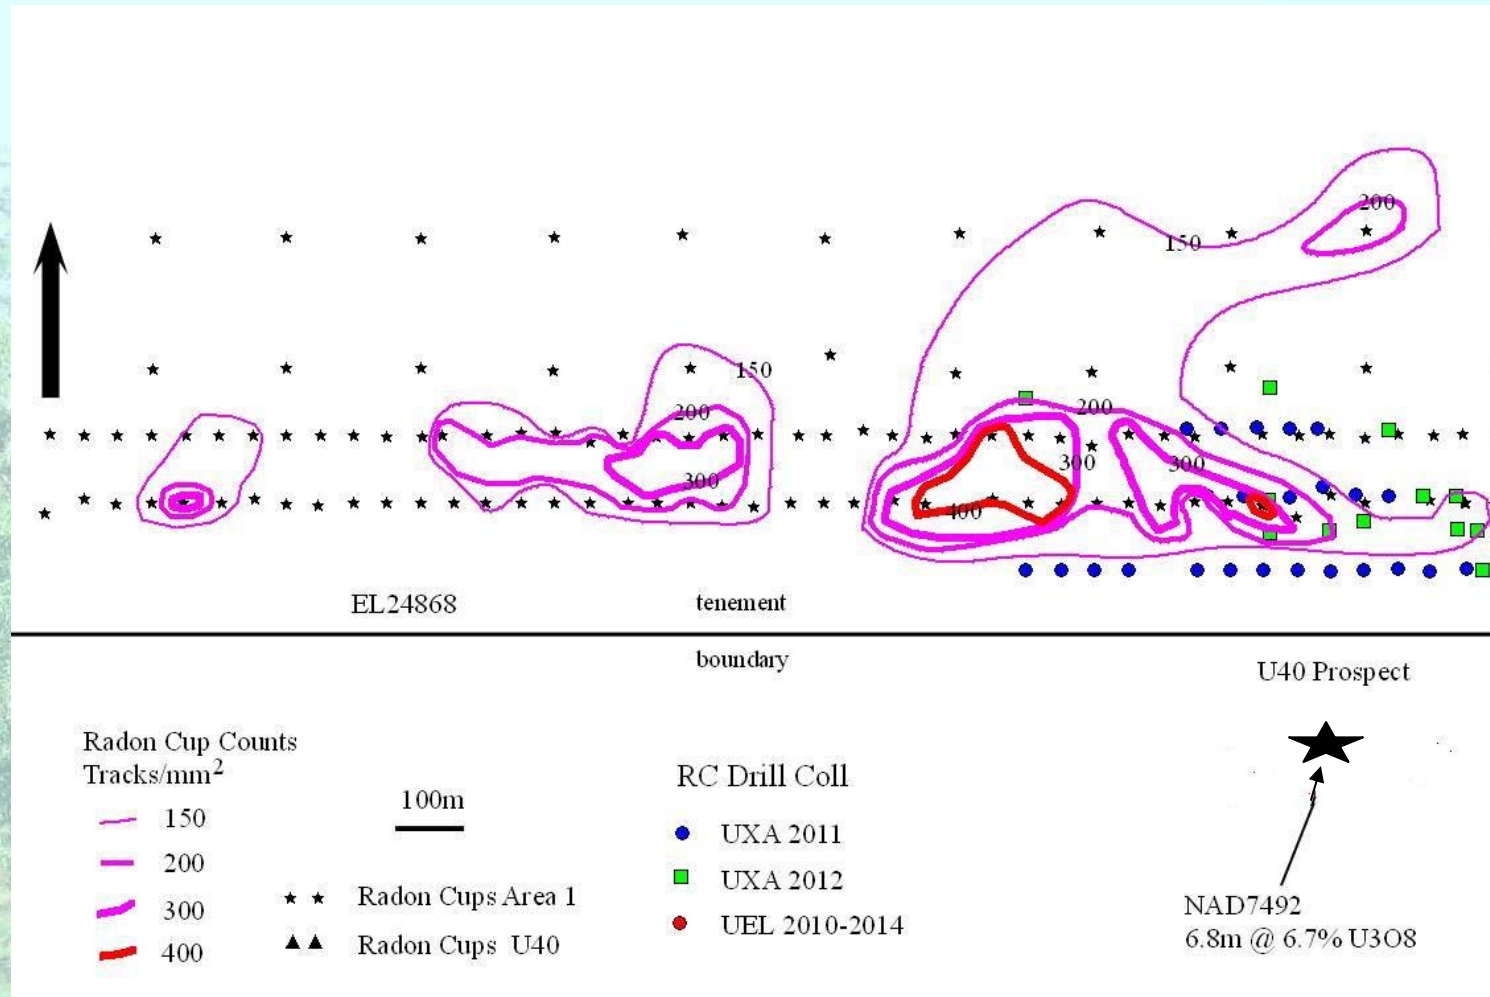 200
150
150
200
200
300
300
300
400
EL24868
tenement
boundary
U40 Prospect
Radon Cup Counts
Tracks/mm2
150
200
300
400
100m
Radon Cups Area 1
Radon Cups U40
RC Drill Coll
UXA 2011
UXA 2012
UEL 2010-2014
NAD7492
6.8m @ 6.7% U3O8